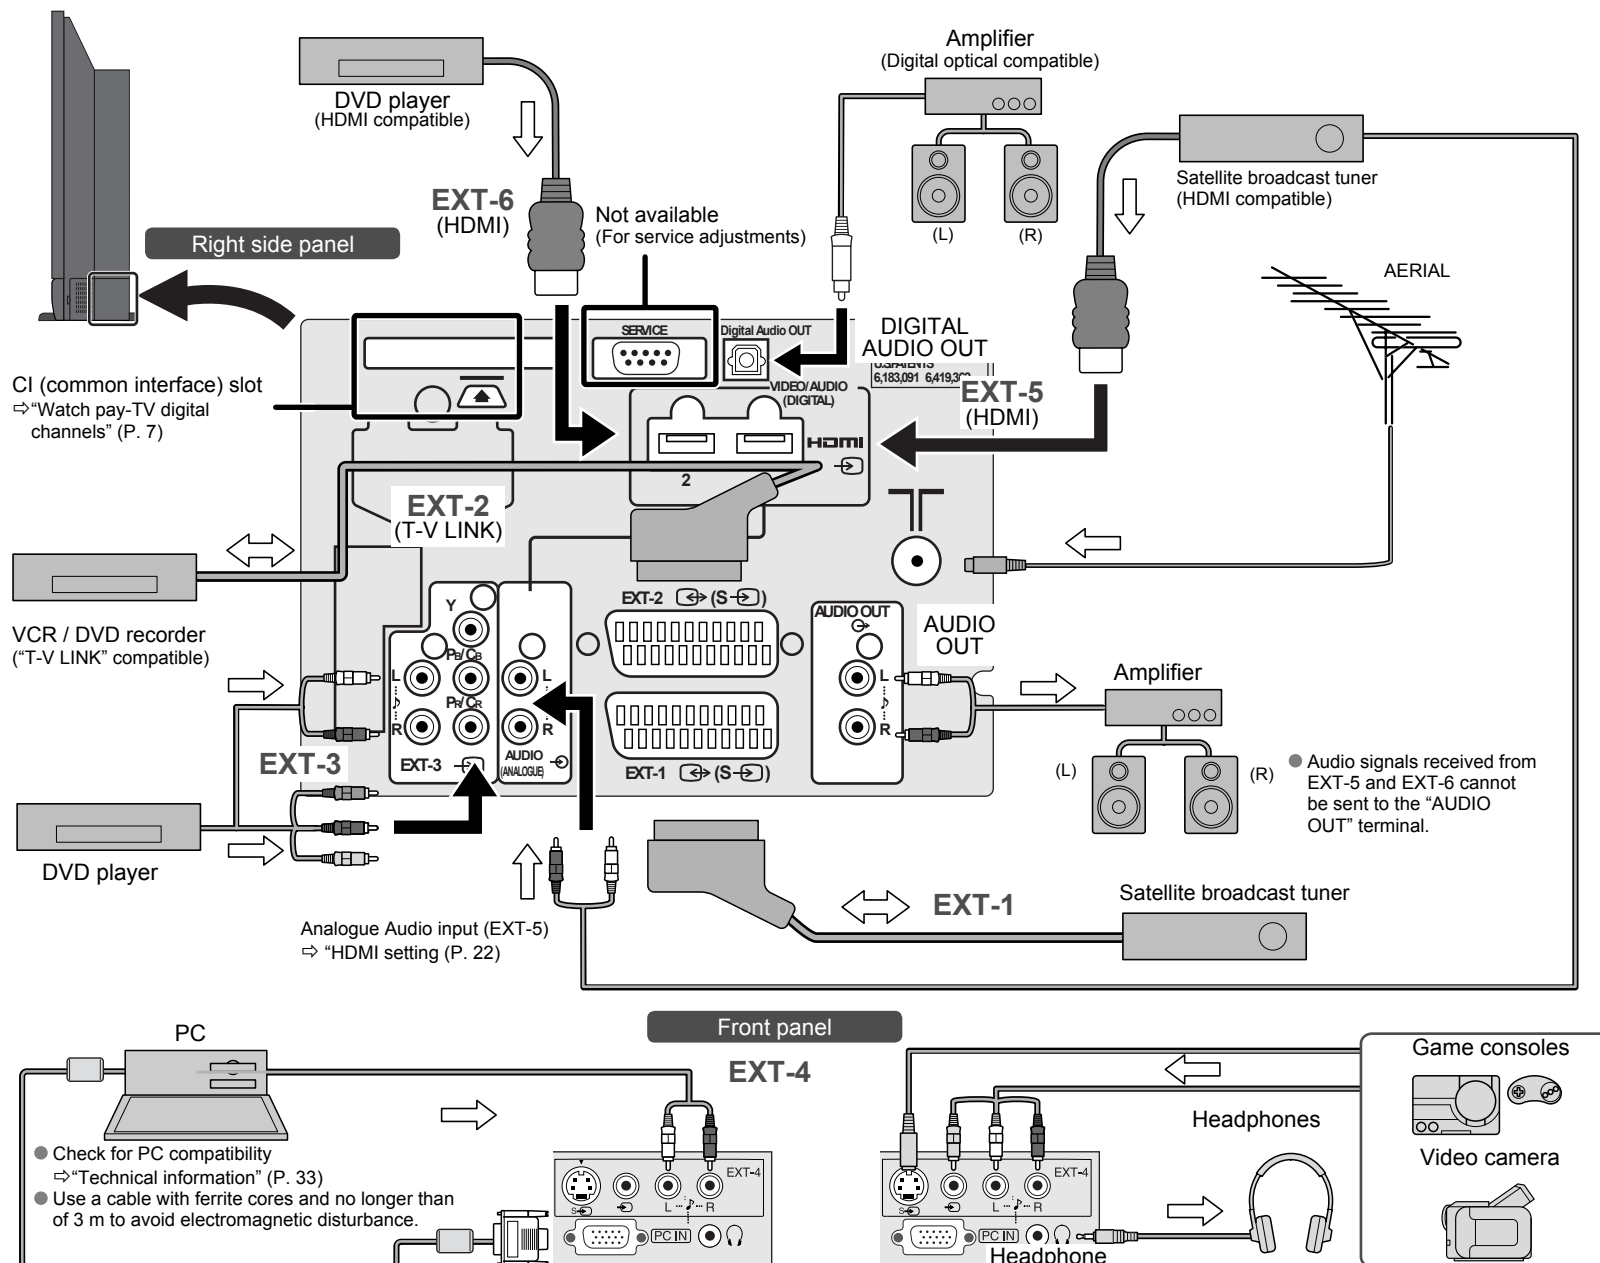 Amplifier
(Digital optical compatible)
DVD player
(HDMI compatible)
EXT-6
(HDMI)
Not available
(For service adjustments)
(L)
(R)
Satellite broadcast tuner
(HDMI compatible)
Right side panel
AERIAL
SERVICE
Digital Audio OUT
DIGITAL
AUDIO OUT
6,183,091 6,419,3
VIDEO/AUDIO
(DIGITAL)
EXT-5
(HDMI)
CI (common interface) slot
⇨“Watch pay-TV digital
channels” (P. 7)
HDMI
2
EXT-2
(T-V LINK)
VCR / DVD recorder
(“T-V LINK” compatible)
EXT-2 (S )
Y
PB/CB
PR/CR
L
R
EXT-3
L
R
AUDIO
(ANALOGUE)
EXT-1 (S )
AUDIO OUT
L
R
AUDIO
OUT
Amplifier
(L)
(R)
● Audio signals received from
EXT-5 and EXT-6 cannot
be sent to the “AUDIO
OUT” terminal.
EXT-3
DVD player
Analogue Audio input (EXT-5)
⇨ “HDMI setting (P. 22)
EXT-1
Satellite broadcast tuner
Front panel
PC
EXT-4
● Check for PC compatibility
⇨“Technical information” (P. 33)
● Use a cable with ferrite cores and no longer than
of 3 m to avoid electromagnetic disturbance.
EXT-4
S
L R
PC IN
EXT-4
S
L R
PC IN
Headphone
Headphones
Game consoles
Video camera